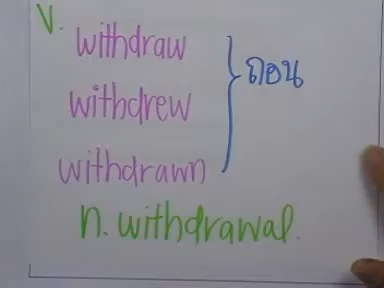 V. withdraw
withdrew } ถอน
withdrawn
n. withdrawal.